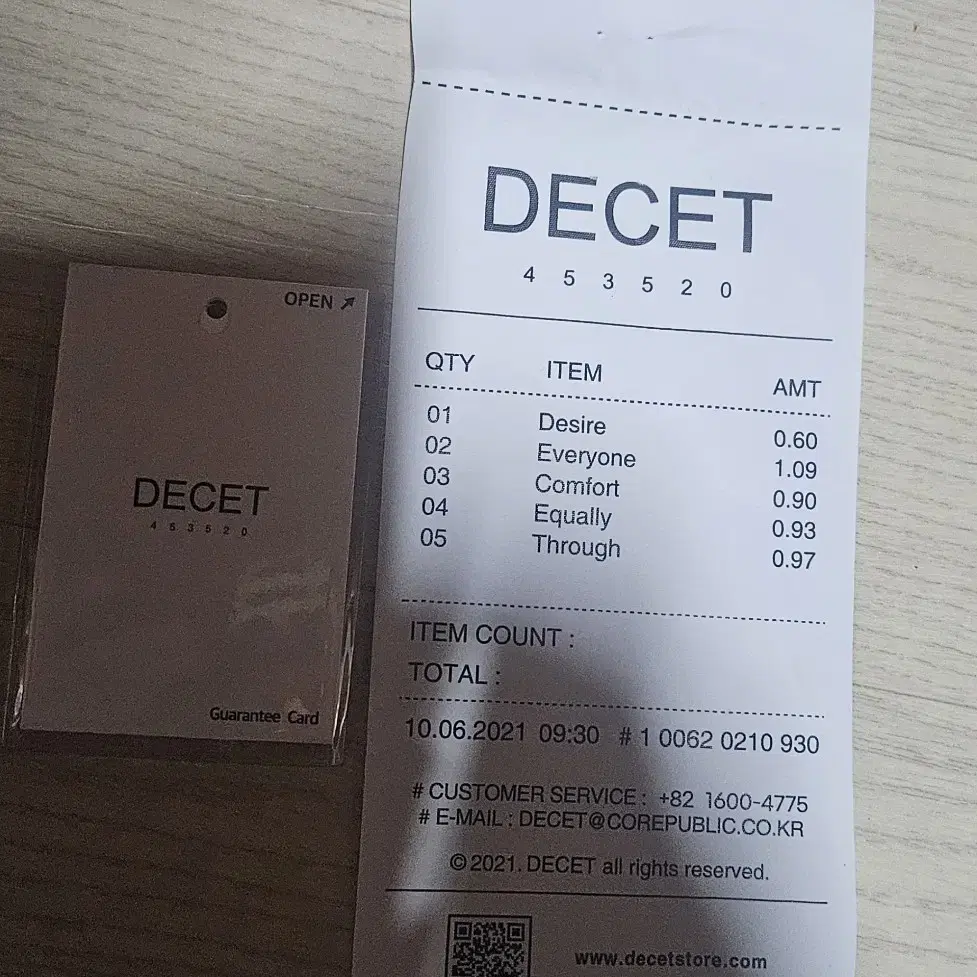 OPEN ↗
DECET
4 5 3 5 2 0
Guarantee Card
DECET
4 5 3 5 2 0
QTY ITEM AMT
01 Desire 0.60
02 Everyone 1.09
03 Comfort 0.90
04 Equally 0.93
05 Through 0.97
ITEM COUNT :
TOTAL :
10.06.2021 09:30 # 1 0062 0210 930
# CUSTOMER SERVICE : +82 1600-4775
# E-MAIL : DECET@COREPUBLIC.CO.KR
© 2021. DECET all rights reserved.
www.decetstore.com